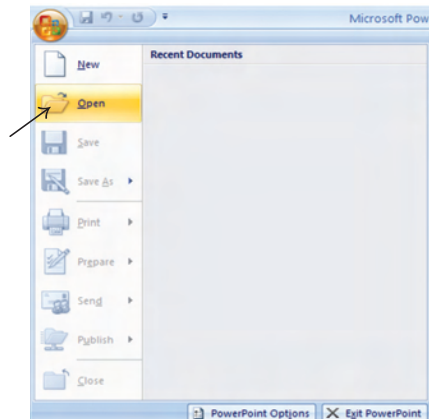 Microsoft Pow
Recent Documents
New
Open
Save
Save As
Print
Prepare
Send
Publish
Close
PowerPoint Options
Exit PowerPoint